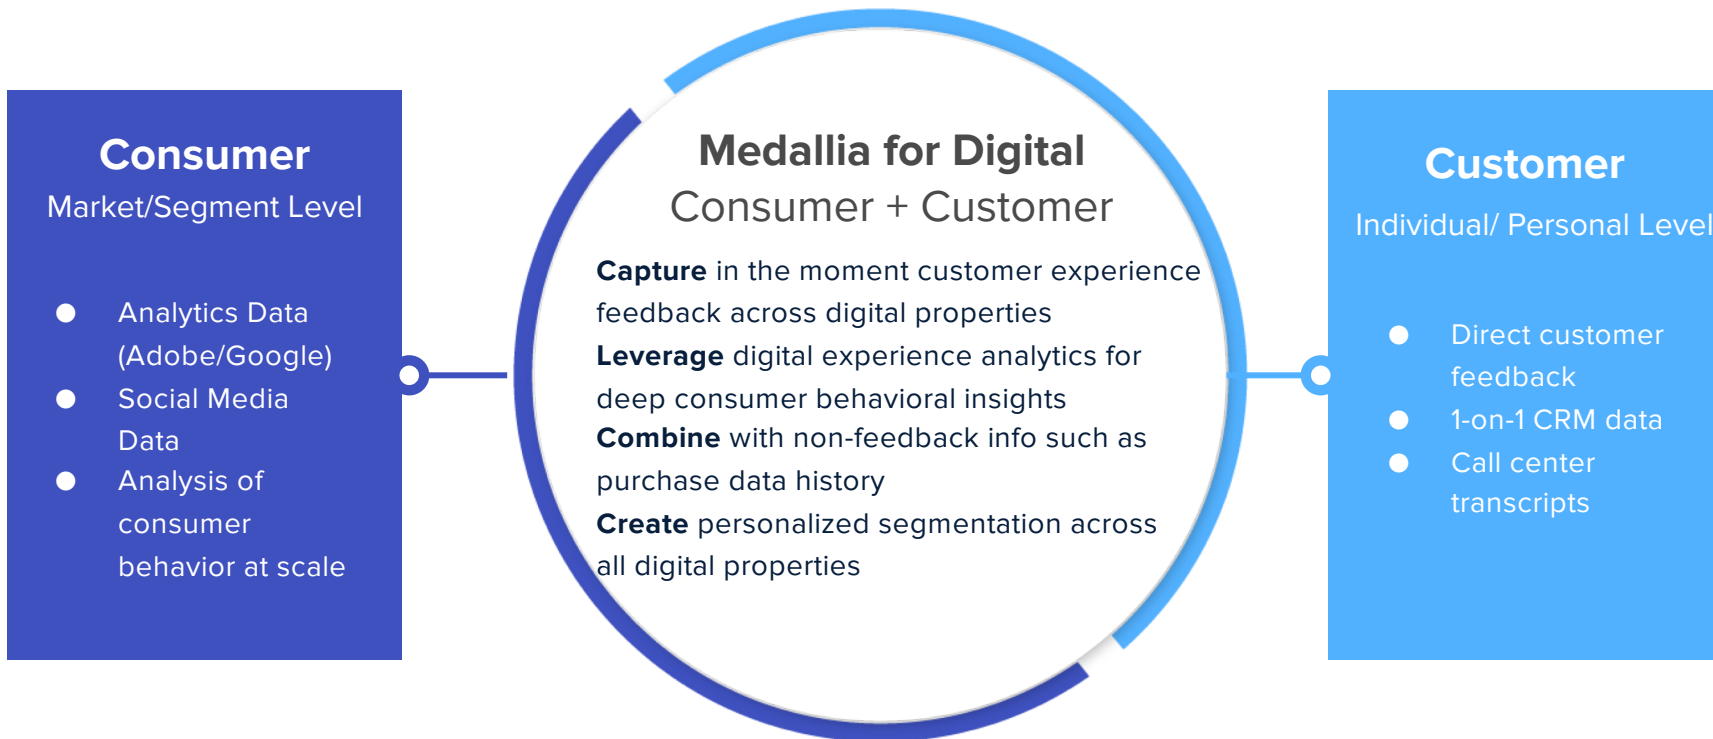 Consumer
Market/Segment Level
● Analytics Data
(Adobe/Google)
● Social Media
Data
● Analysis of
consumer
behavior at scale
Medallia for Digital
Consumer + Customer
Capture in the moment customer experience
feedback across digital properties
Leverage digital experience analytics for
deep consumer behavioral insights
Combine with non-feedback info such as
purchase data history
Create personalized segmentation across
all digital properties
Customer
Individual/ Personal Level
● Direct customer
feedback
● 1-on-1 CRM data
● Call center
transcripts